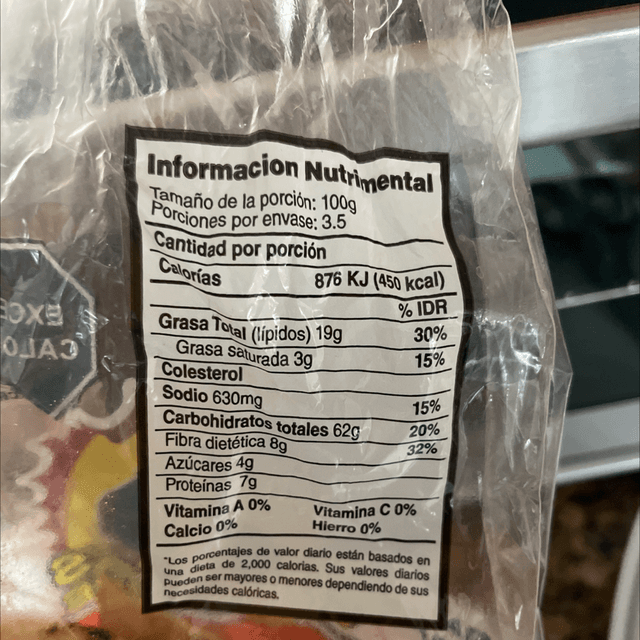 Informacion Nutrimental
Tamaño de la porción: 100g
Porciones por envase: 3.5
Cantidad por porción
Calorías 876 KJ (450 kcal)
% IDR
Grasa Total (lípidos) 19g 30%
Grasa saturada 3g 15%
Colesterol
Sodio 630mg 15%
Carbohidratos totales 62g 20%
Fibra dietética 8g 32%
Azúcares 4g
Proteínas 7g
Vitamina A 0% Vitamina C 0%
Calcio 0% Hierro 0%
*Los porcentajes de valor diario están basados en
una dieta de 2,000 calorias. Sus valores diarios
Pueden ser mayores o menores dependiendo de sus
necesidades calóricas.
EXCE
CALO